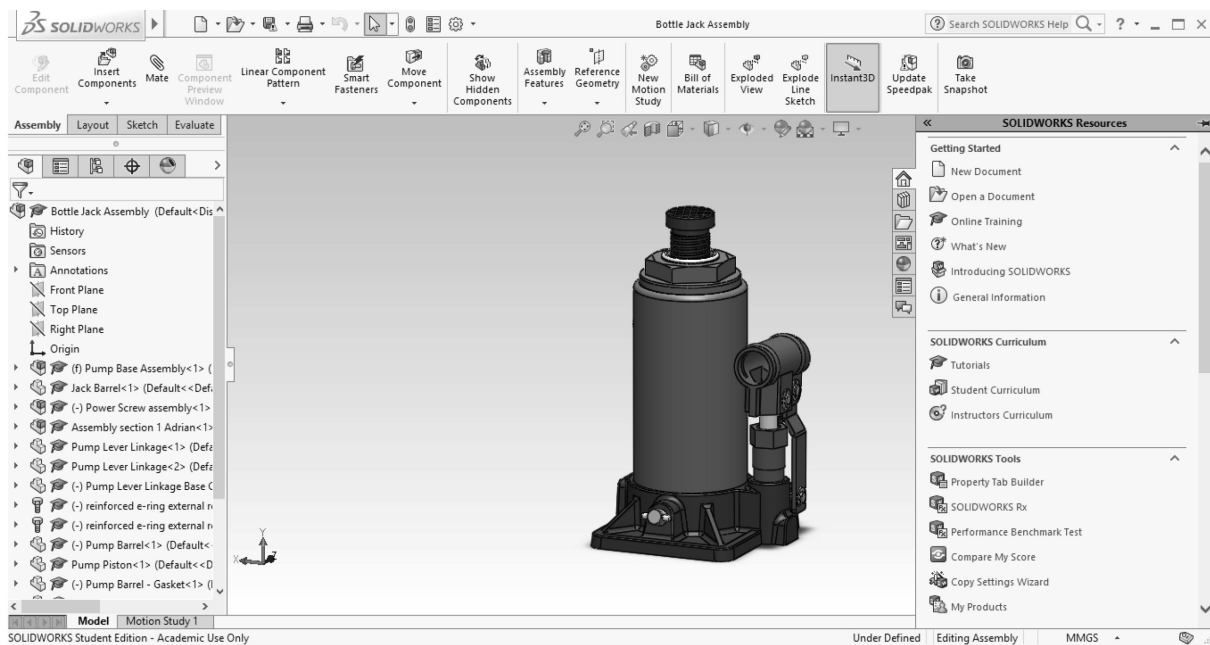 SOLIDWORKS
Bottle Jack Assembly
Search SOLIDWORKS Help
?
Edit
Component
Insert
Components
Mate
Component
Preview
Window
Linear Component
Pattern
Smart
Fasteners
Move
Component
Show
Hidden
Components
Assembly
Features
Reference
Geometry
New
Motion
Study
Bill of
Materials
Exploded
View
Explode
Line
Sketch
Instant3D
Update
Speedpak
Take
Snapshot
Assembly Layout Sketch Evaluate
Bottle Jack Assembly (Default<Dis
History
Sensors
Annotations
Front Plane
Top Plane
Right Plane
Origin
(f) Pump Base Assembly<1> (
Jack Barrel<1> (Default<<Def
(-) Power Screw assembly<1>
Assembly section 1 Adrian<1>
Pump Lever Linkage<1> (Defa
Pump Lever Linkage<2> (Defa
(-) Pump Lever Linkage Base
(-) reinforced e-ring external
(-) reinforced e-ring external
(-) Pump Barrel<1> (Default<
Pump Piston<1> (Default<<D
(-) Pump Barrel - Gasket<1>
Y
X
Z
SOLIDWORKS Resources
Getting Started
New Document
Open a Document
Online Training
What's New
Introducing SOLIDWORKS
General Information
SOLIDWORKS Curriculum
Tutorials
Student Curriculum
Instructors Curriculum
SOLIDWORKS Tools
Property Tab Builder
SOLIDWORKS Rx
Performance Benchmark Test
Compare My Score
Copy Settings Wizard
My Products
Model Motion Study 1
SOLIDWORKS Student Edition - Academic Use Only
Under Defined Editing Assembly MMGS